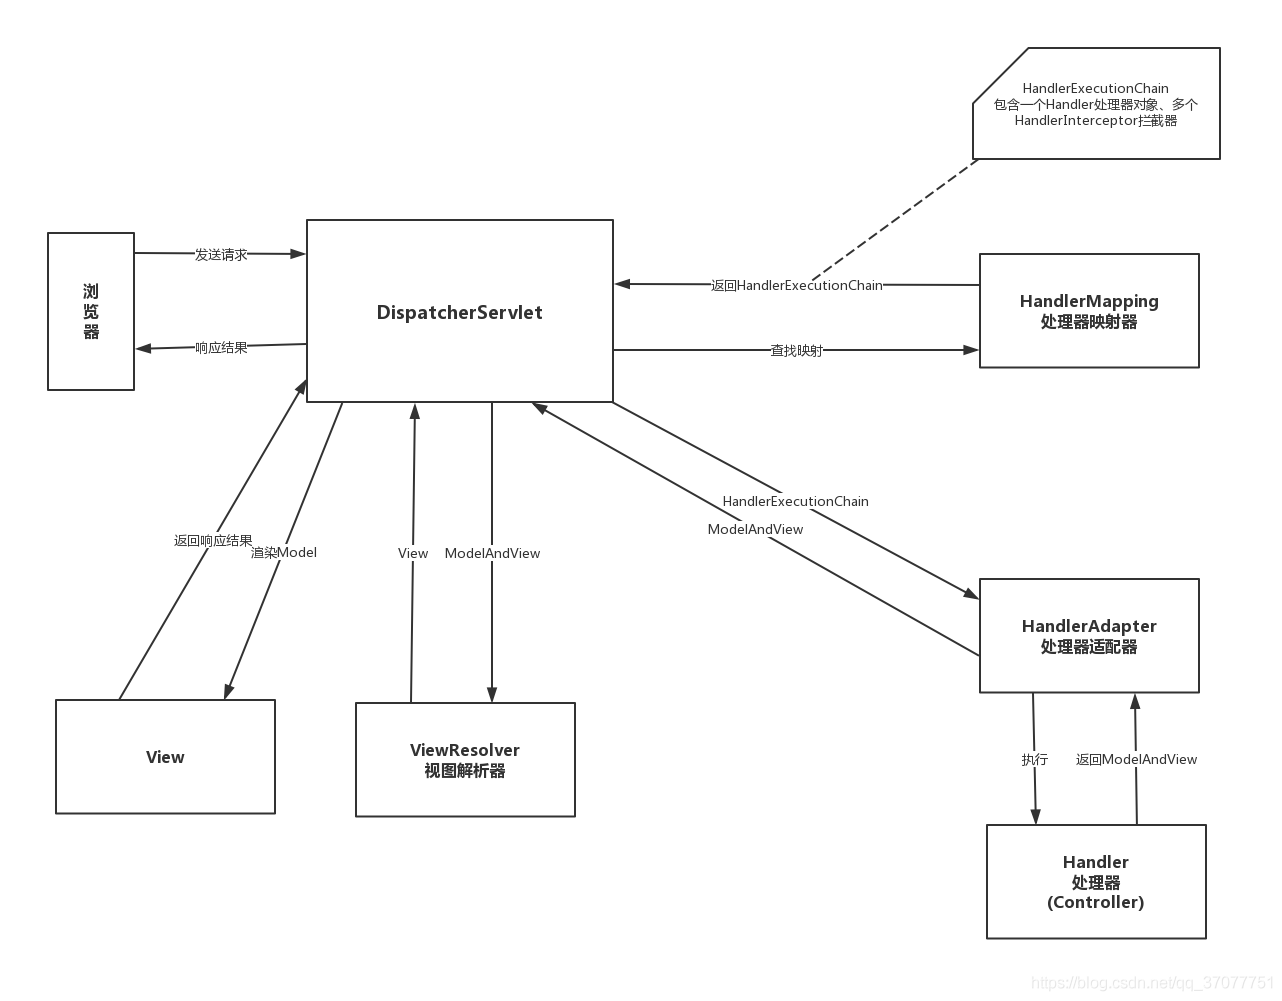 HandlerExecutionChain
包含一个Handler处理器对象、多个
HandlerInterceptor拦截器
浏
览
器
发送请求
响应结果
DispatcherServlet
返回HandlerExecutionChain
查找映射
HandlerMapping
处理器映射器
HandlerExecutionChain
ModelAndView
返回响应结果
渲染Model
View
ModelAndView
HandlerAdapter
处理器适配器
View
ViewResolver
视图解析器
执行
返回ModelAndView
Handler
处理器
(Controller)
https://blog.csdn.net/qq_37077751